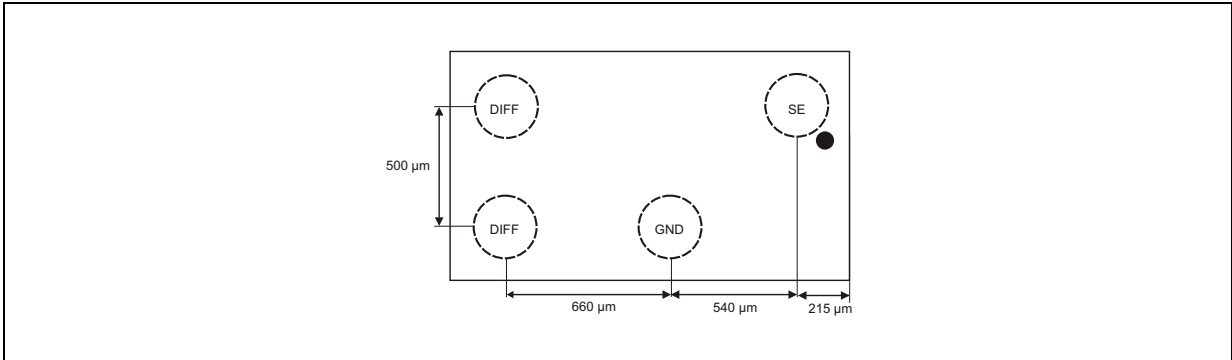 DIFF
SE
500 µm
DIFF
GND
660 µm
540 µm
215 µm